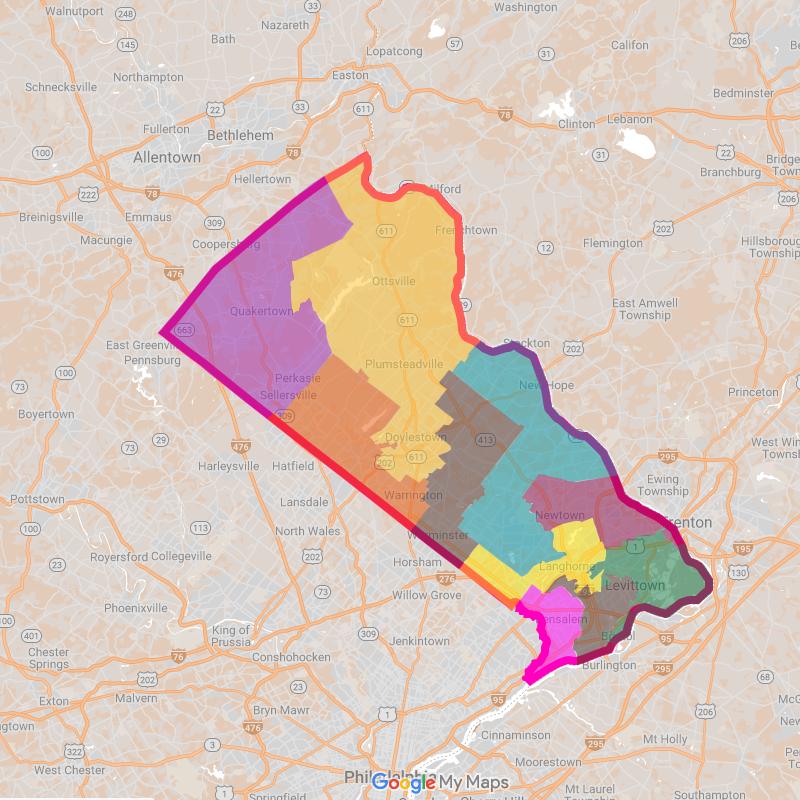 Walnutport
248
33
Washington
Nazareth
145
Bath
57
31
Califon
206
Lopatcong
Schnecksville
Northampton
Easton
22
33
611
78
Bedminster
Fullerton
Bethlehem
Clinton
Lebanon
100
Allentown
78
31
22
Branchburg
222
Hellertown
78
Milford
206
Breinigsville
Emmaus
309
Frenchtown
202
Macungie
Coopersburg
611
12
Flemington
Hillsborough
Township
476
Ottsville
Quakertown
East Amwell
Township
663
611
East Greenville
Pennsburg
Stockton
202
73
100
Plumsteadville
Perkasie
Sellersville
New Hope
Princeton
Boyertown
309
29
73
476
Doylestown
413
Harleysville
Hatfield
202
611
295
Ewing
Township
Pottstown
100
Lansdale
Warrington
Newtown
Trenton
113
North Wales
Warminster
1
295
Royersford
Collegeville
202
Horsham
Langhorne
130
276
Levittown
Willow Grove
Phoenixville
Bensalem
Bristol
401
King of
Prussia
309
Jenkintown
95
Chester
Springs
76
Conshohocken
Burlington
295
202
23
68
Exton
Malvern
Bryn Mawr
95
206
476
1
Cinnaminson
3
295
Mt Holly
322
West Chester
Moorestown
Philadelphia
Google My Maps
Springfield
Mt Laurel
Township
Southampton